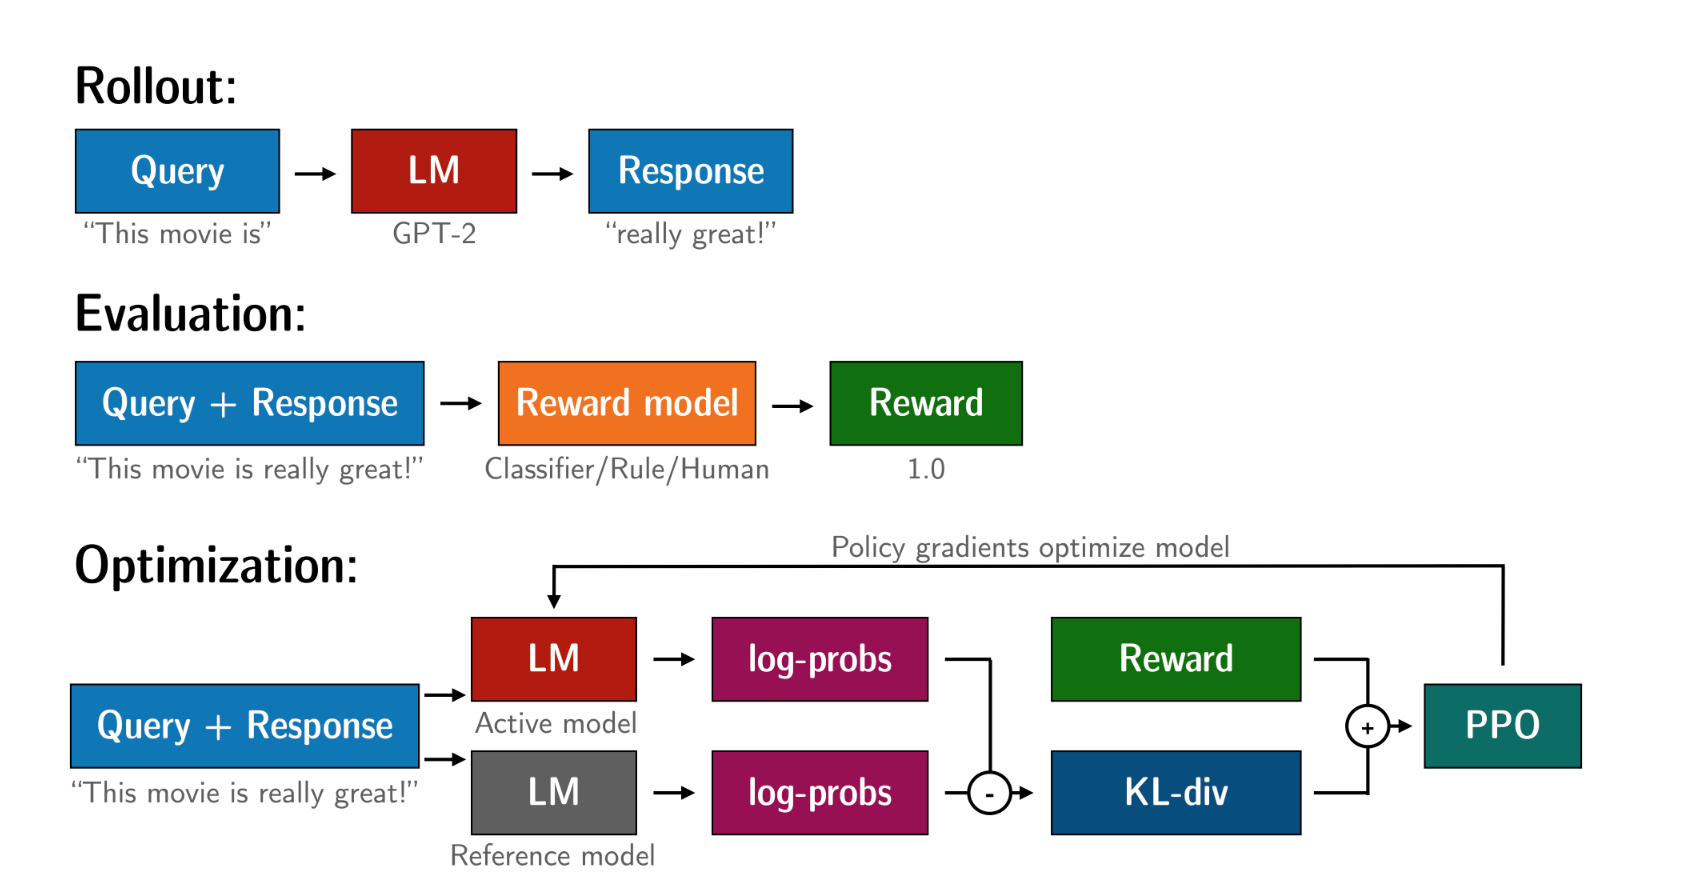 Rollout:
Query
LM
Response
“This movie is”
GPT-2
“really great!”
Evaluation:
Query + Response
Reward model
Reward
“This movie is really great!”
Classifier/Rule/Human
1.0
Optimization:
Policy gradients optimize model
LM
log-probs
Reward
Active model
Query + Response
“This movie is really great!”
+
PPO
LM
log-probs
-
KL-div
Reference model